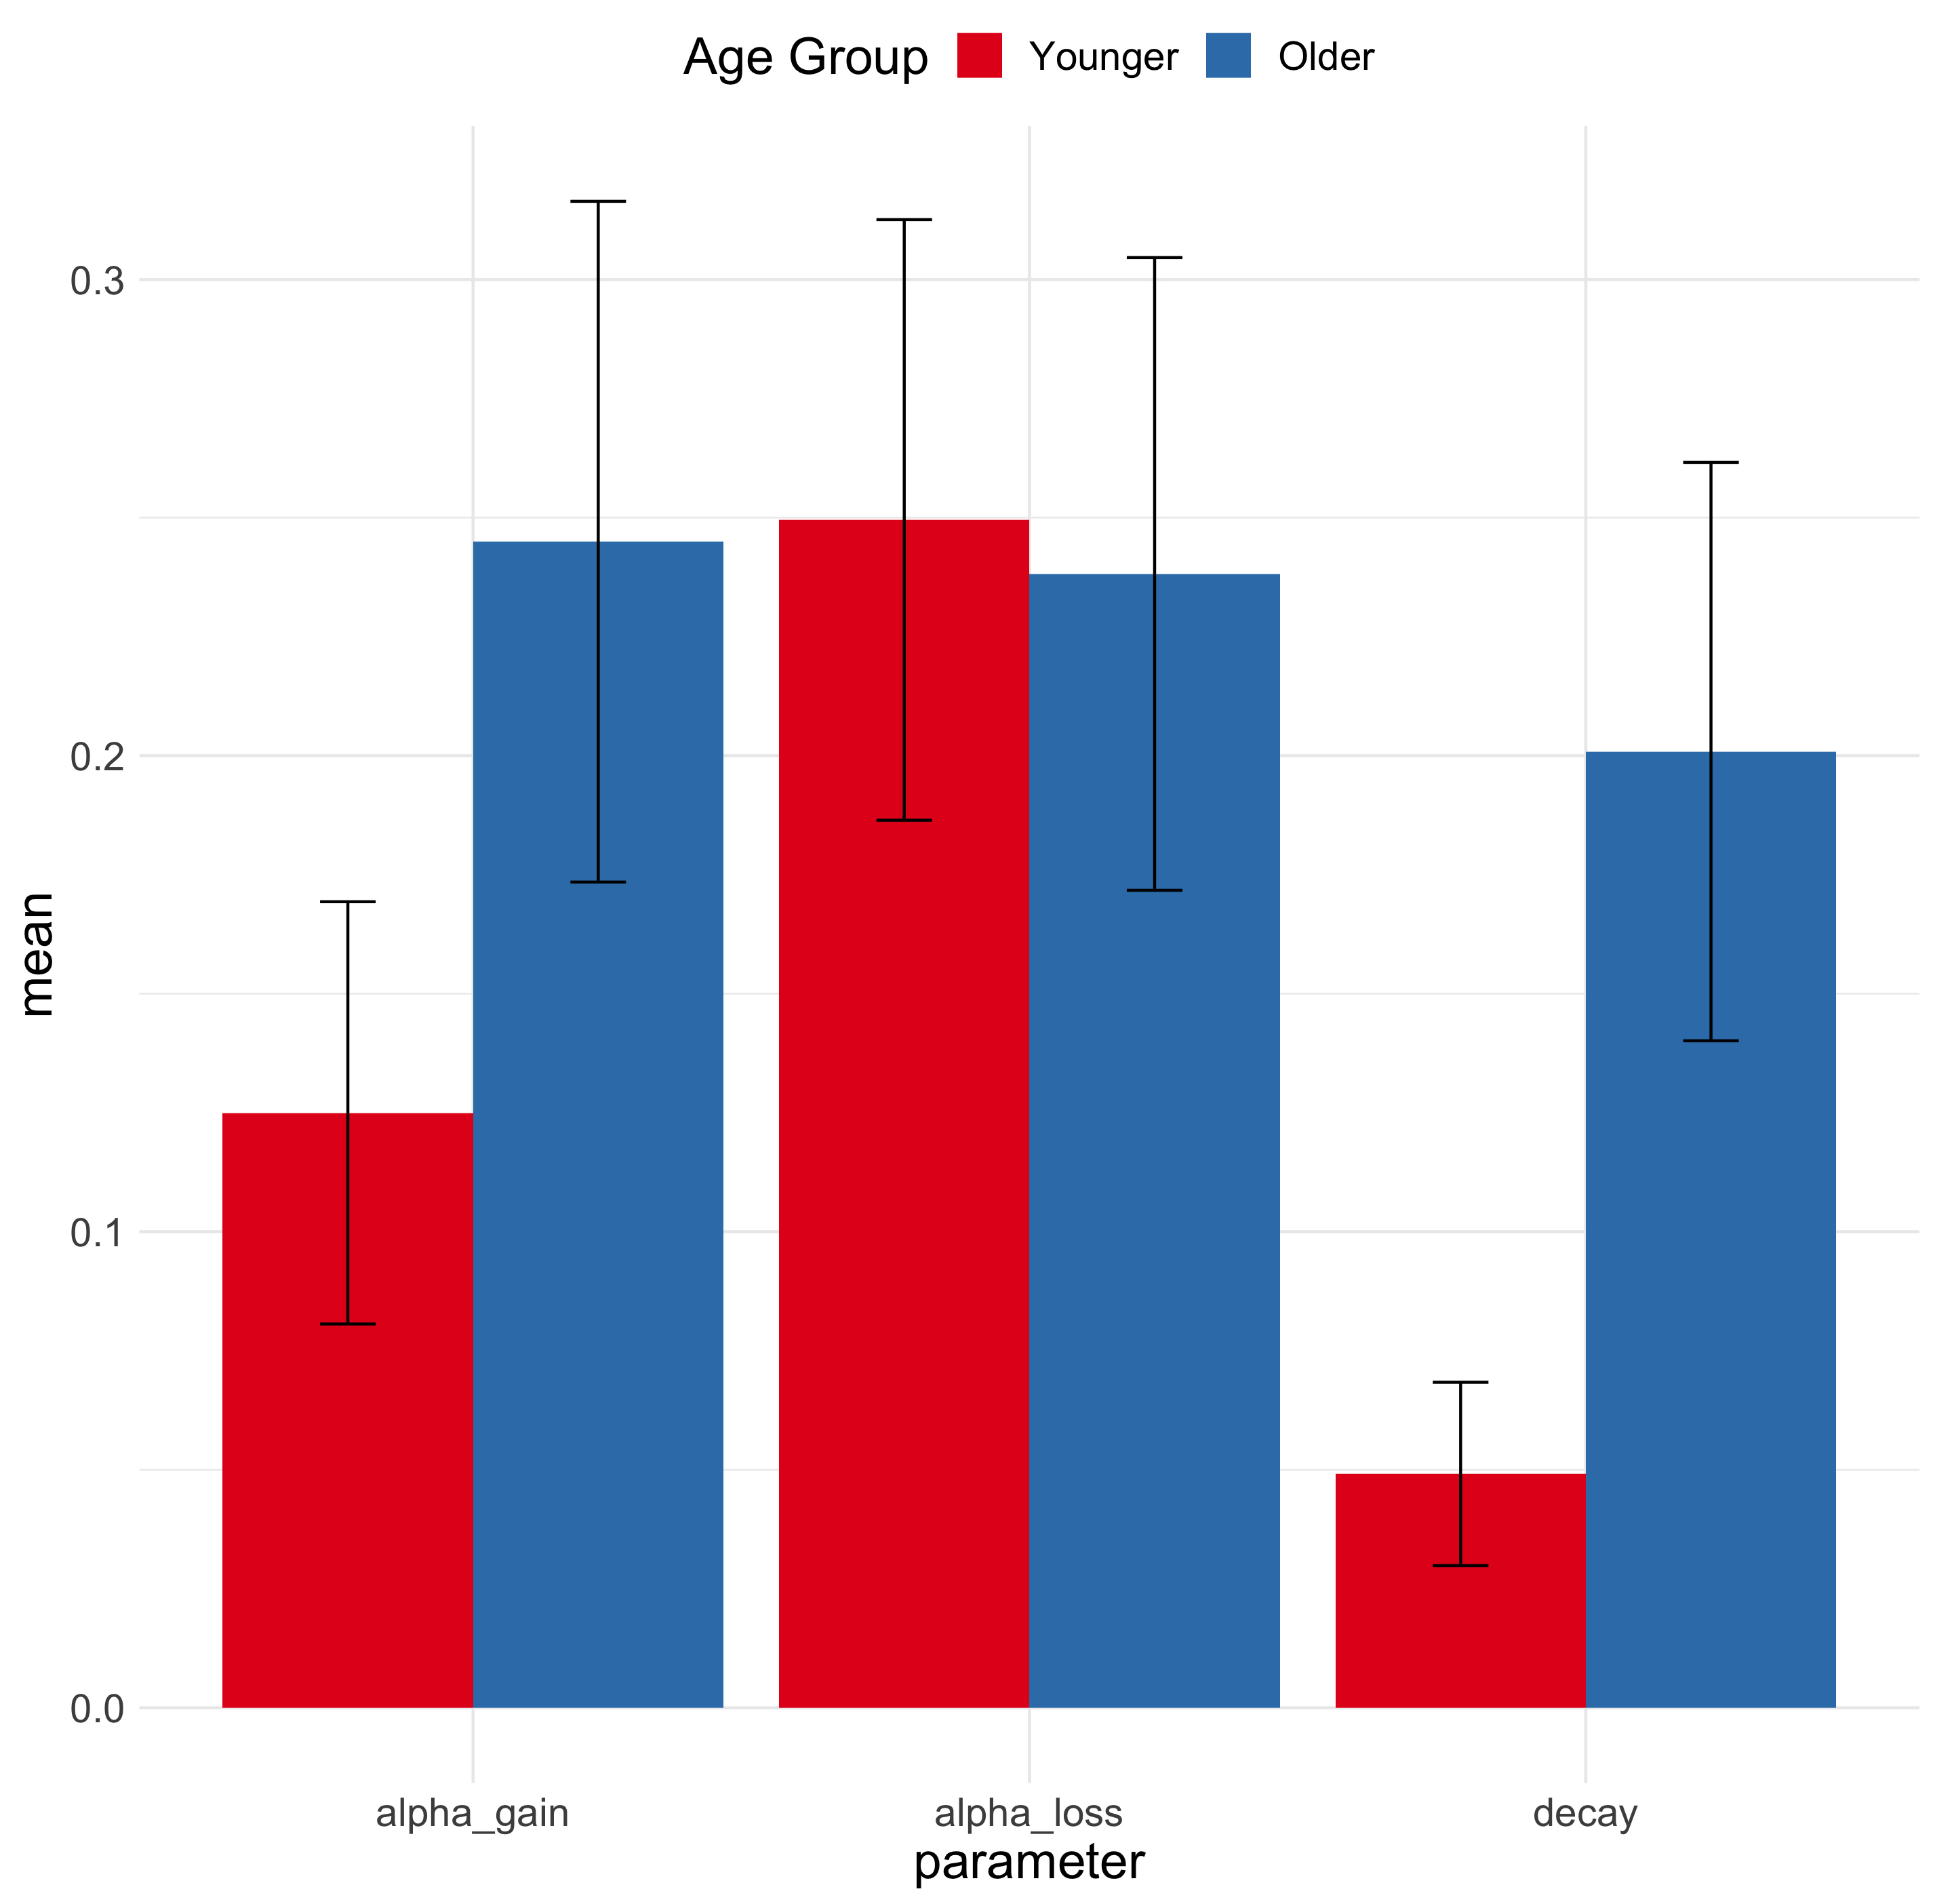 Age Group Younger Older
0.3
0.2
0.1
0.0
mean
alpha_gain alpha_loss decay
parameter